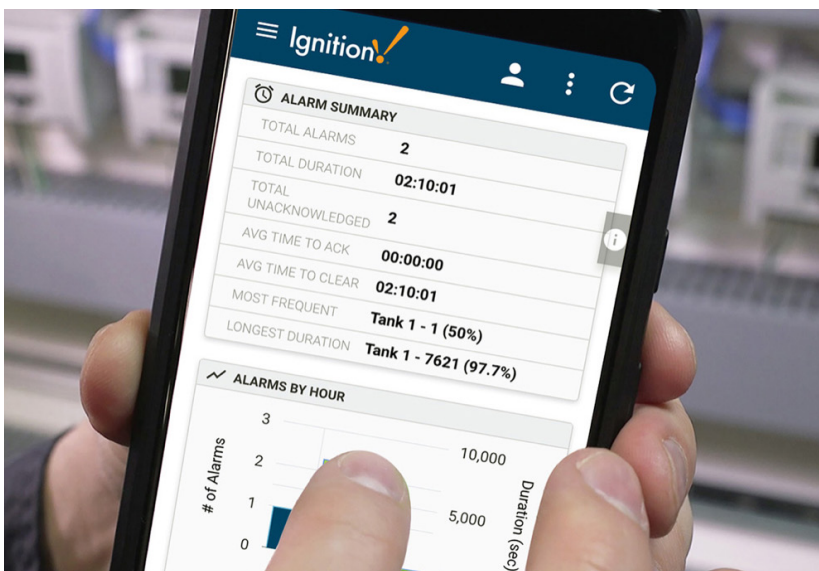 Ignition!
ALARM SUMMARY
TOTAL ALARMS 2
TOTAL DURATION 02:10:01
TOTAL
UNACKNOWLEDGED 2
AVG TIME TO ACK 00:00:00
AVG TIME TO CLEAR 02:10:01
MOST FREQUENT Tank 1 - 1 (50%)
LONGEST DURATION Tank 1 - 7621 (97.7%)
ALARMS BY HOUR
# of Alarms
3
2
1
0
10,000
5,000
Duration (sec)